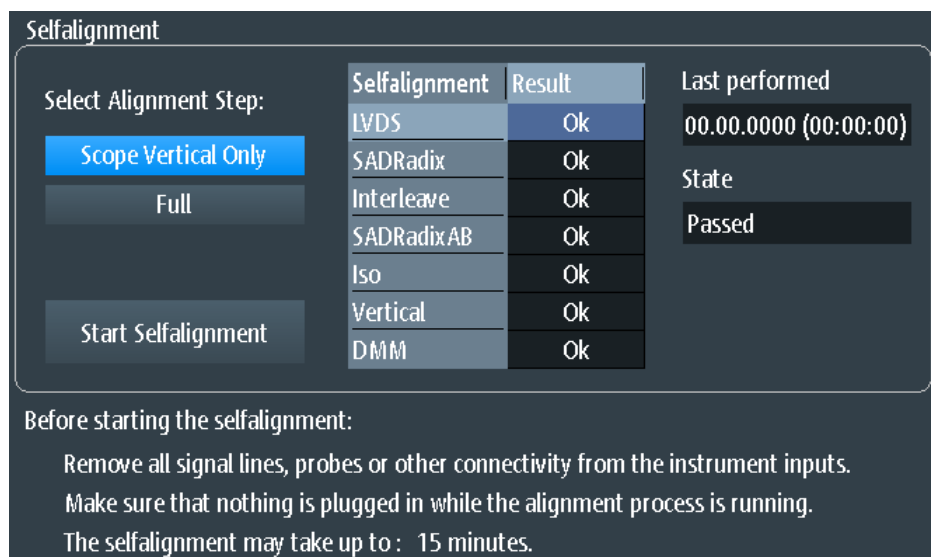 Selfalignment
Select Alignment Step:
Scope Vertical Only
Full
Start Selfalignment
Selfalignment Result
LVDS Ok
SADRadix Ok
Interleave Ok
SADRadixAB Ok
Iso Ok
Vertical Ok
DMM Ok
Last performed
00.00.0000 (00:00:00)
State
Passed
Before starting the selfalignment:
Remove all signal lines, probes or other connectivity from the instrument inputs.
Make sure that nothing is plugged in while the alignment process is running.
The selfalignment may take up to : 15 minutes.